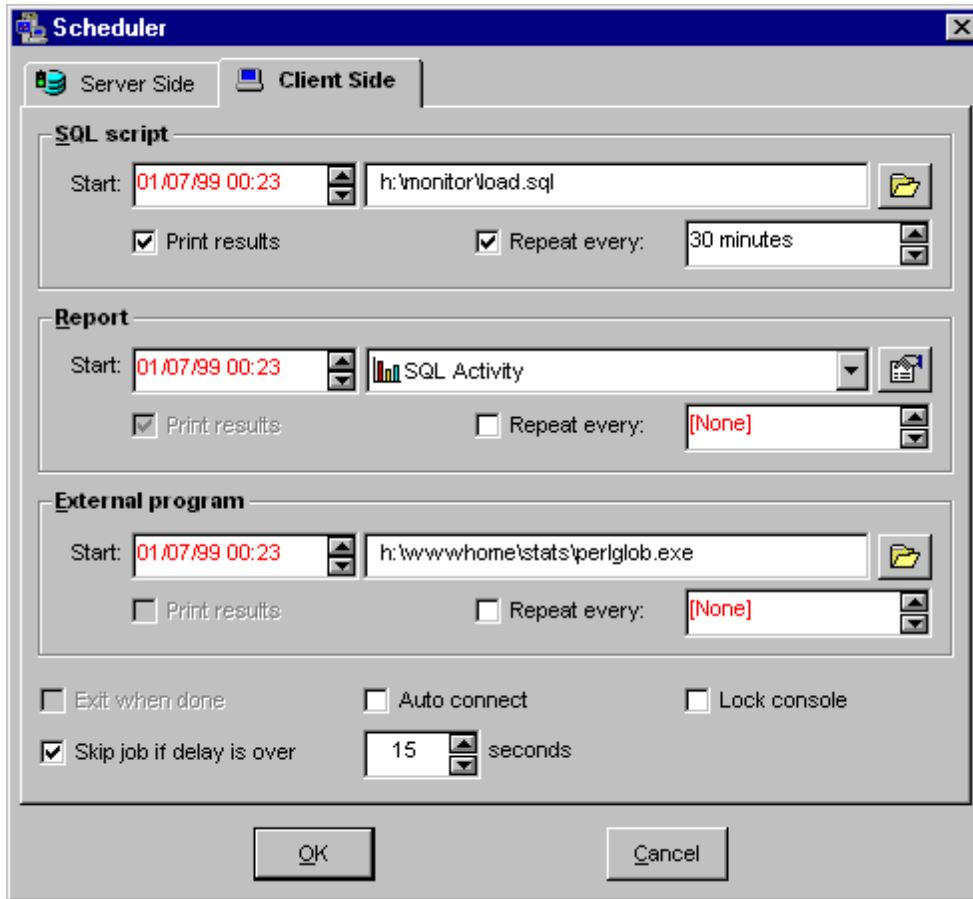 Scheduler
Server Side Client Side
SQL script
Start: 01/07/99 00:23 h:\monitor\load.sql
Print results Repeat every: 30 minutes
Report
Start: 01/07/99 00:23 SQL Activity
Print results Repeat every: [None]
External program
Start: 01/07/99 00:23 h:\wwwhome\stats\perlglob.exe
Print results Repeat every: [None]
Exit when done Auto connect Lock console
Skip job if delay is over 15 seconds
OK Cancel